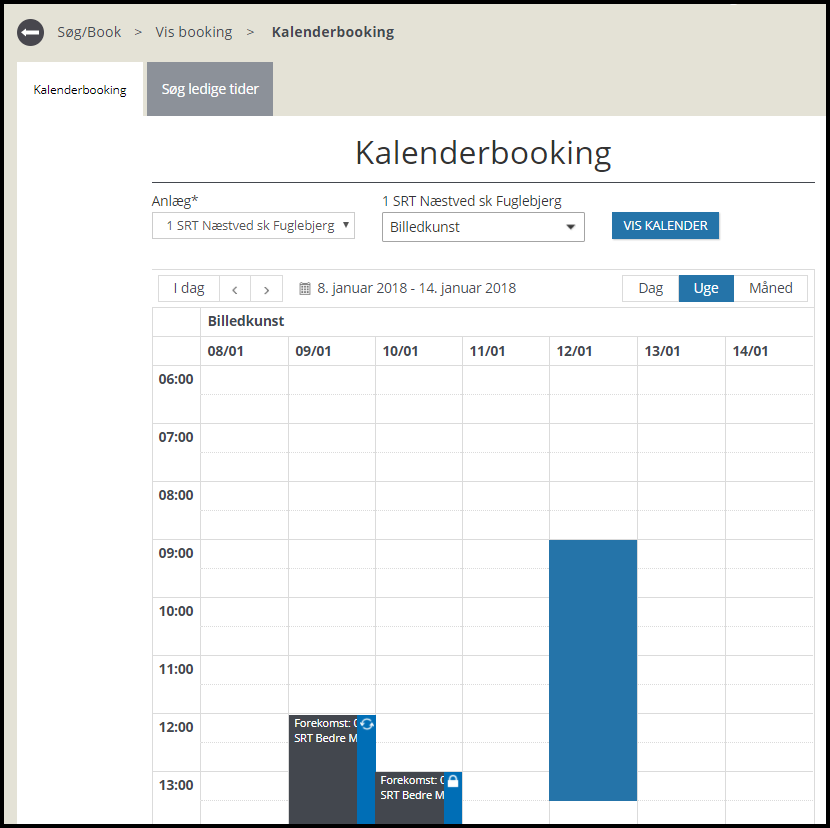 Søg/Book > Vis booking > Kalenderbooking
Kalenderbooking Søg ledige tider
Kalenderbooking
Anlæg* 1 SRT Næstved sk Fuglebjerg
1 SRT Næstved sk Fuglebjerg Billedkunst VIS KALENDER
I dag < > 8. januar 2018 - 14. januar 2018 Dag Uge Måned
Billedkunst
08/01 09/01 10/01 11/01 12/01 13/01 14/01
06:00
07:00
08:00
09:00
10:00
11:00
12:00 Forekomst:
SRT Bedre M
13:00 Forekomst:
SRT Bedre M